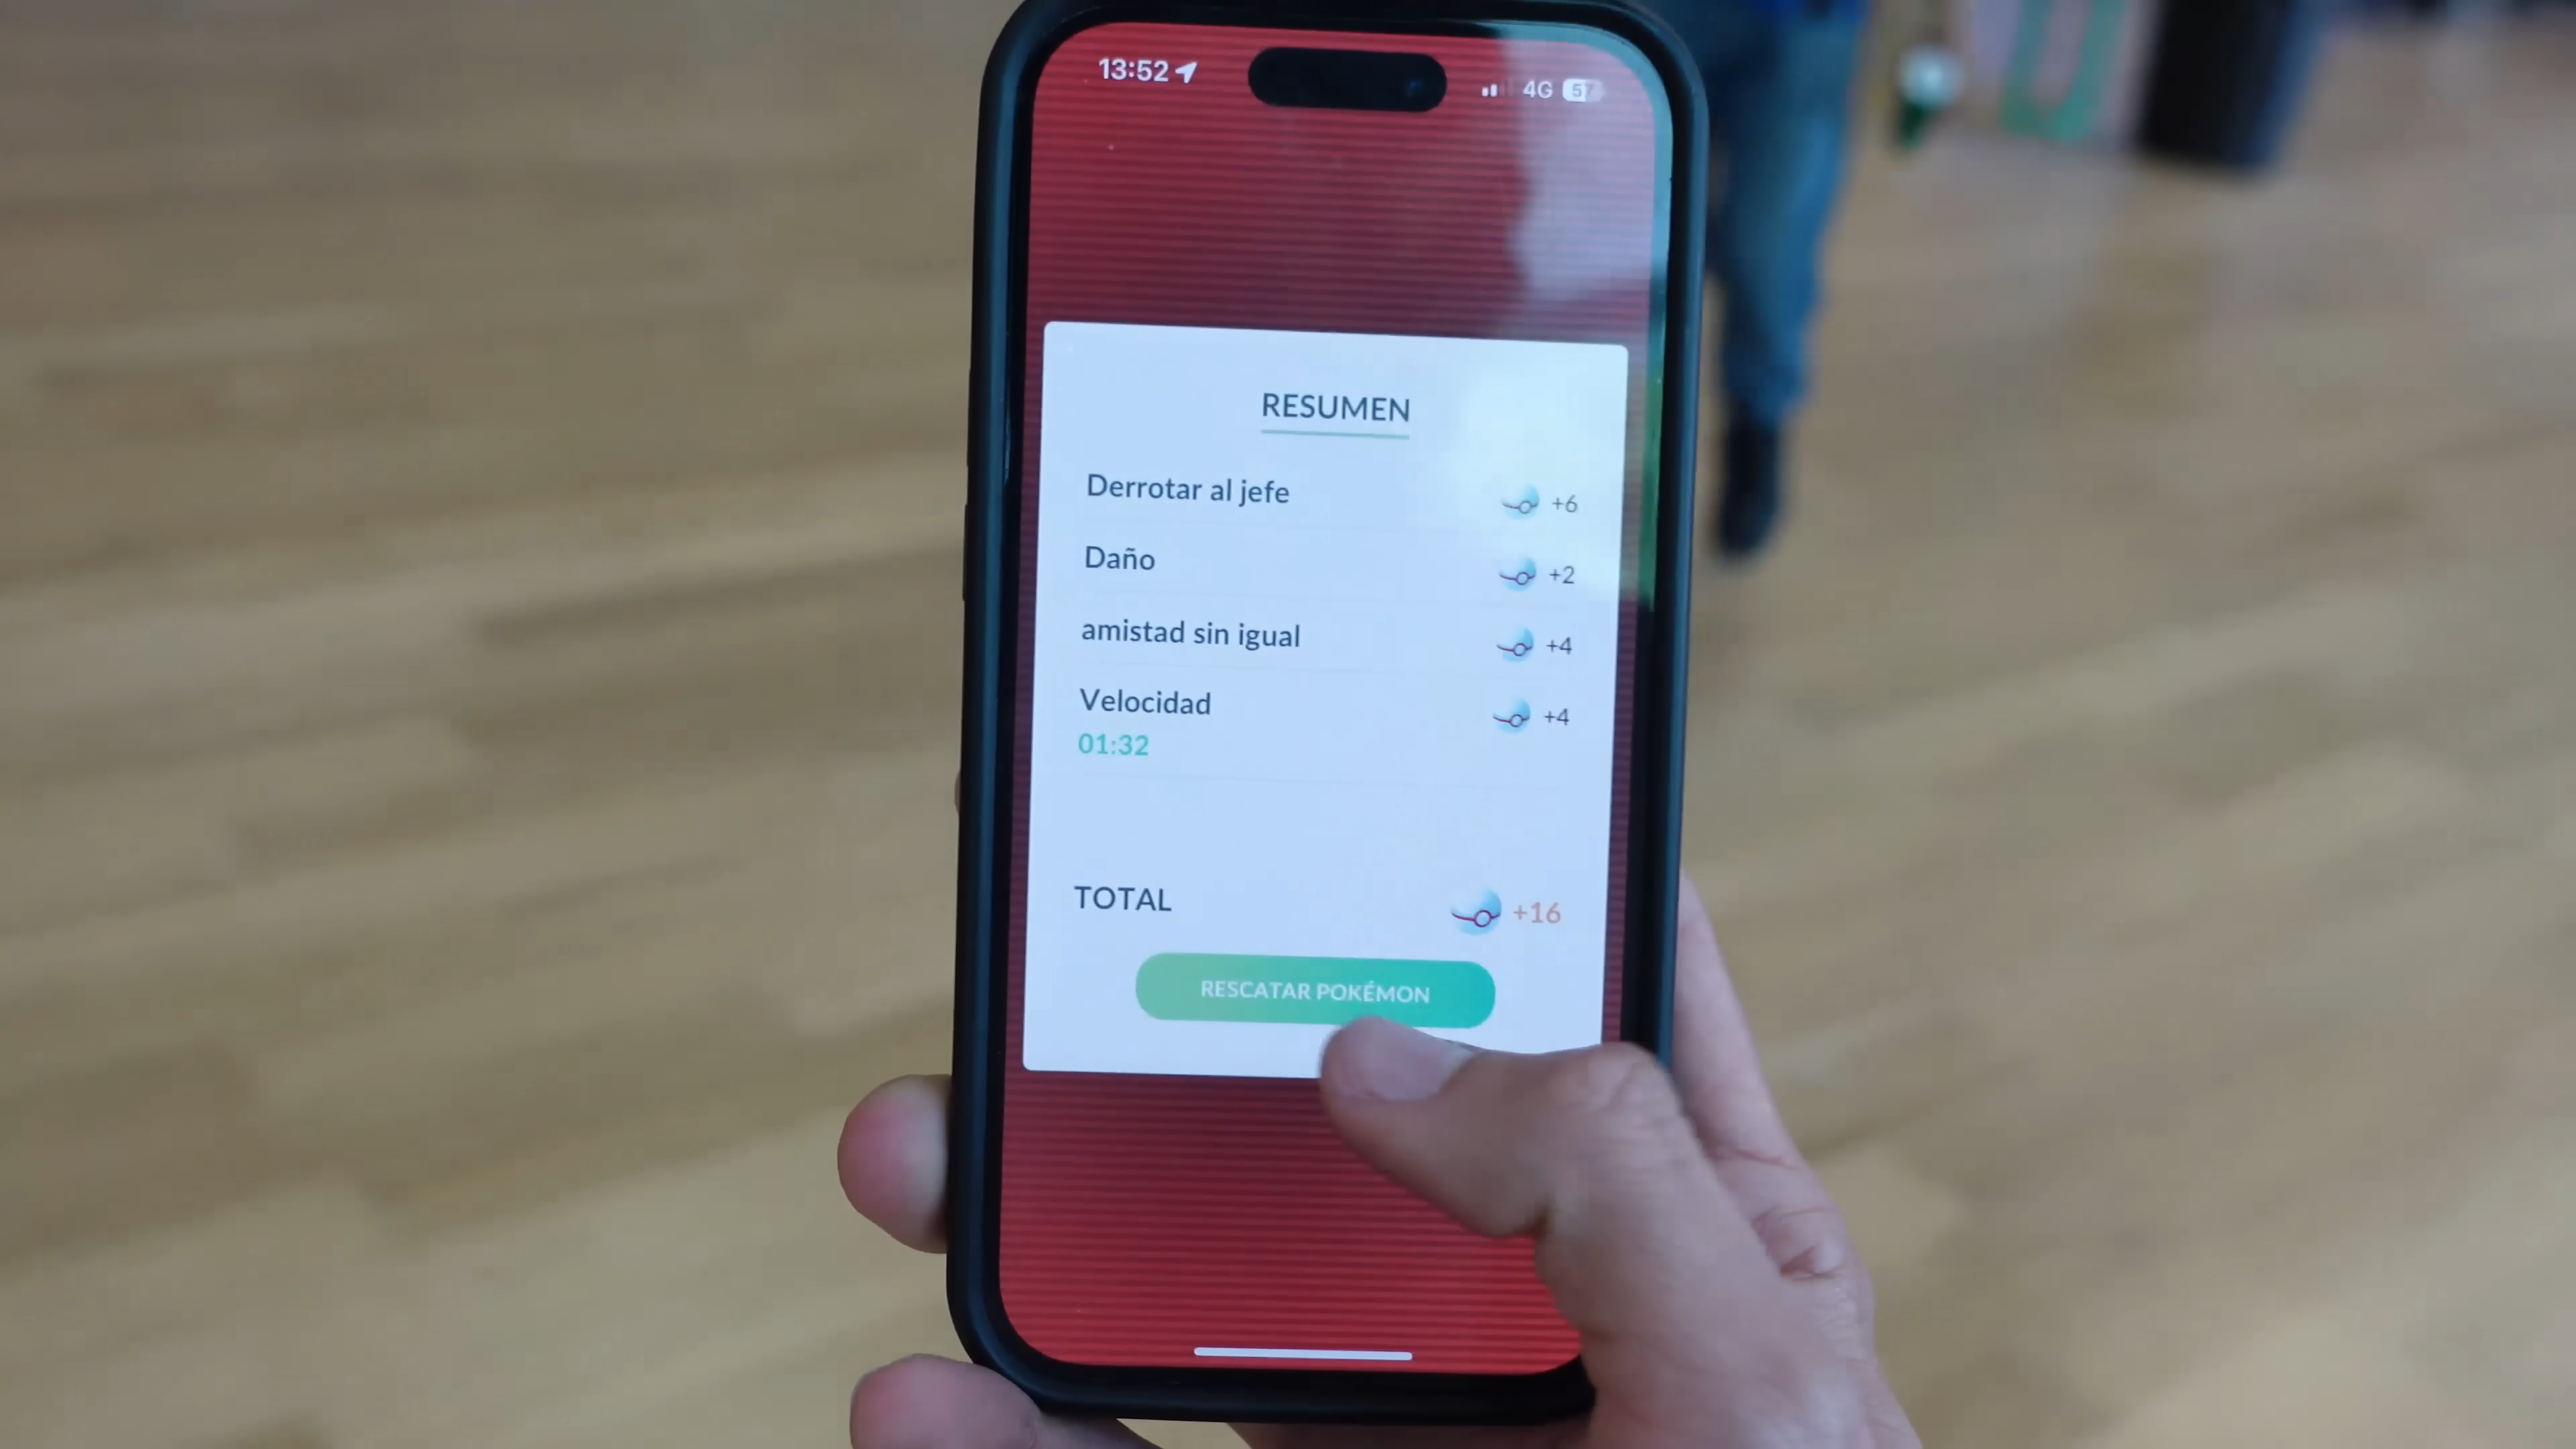 13:52 4G 57
RESUMEN
Derrotar al jefe +6
Daño +2
amistad sin igual +4
Velocidad +4
01:32
TOTAL +16
RESCATAR POKÉMON